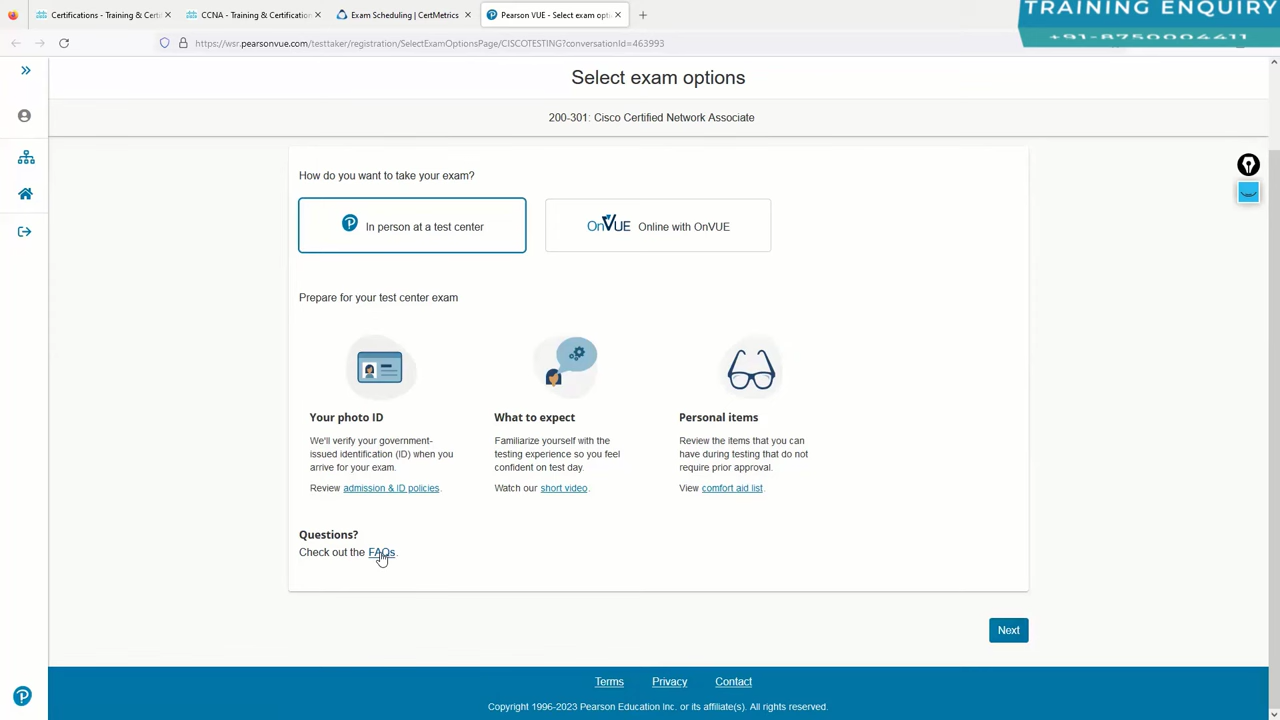 TRAINING ENQUIRY
+91-8750004411
Certifications - Training & Certi
CCNA - Training & Certification
Exam Scheduling | CertMetrics
Pearson VUE - Select exam opti
https://wsr.pearsonvue.com/testtaker/registration/SelectExamOptionsPage/CISCOTESTING?conversationId=463993
Select exam options
200-301: Cisco Certified Network Associate
How do you want to take your exam?
In person at a test center
OnVUE Online with OnVUE
Prepare for your test center exam
Your photo ID
We'll verify your government-
issued identification (ID) when you
arrive for your exam.
Review admission & ID policies.
What to expect
Familiarize yourself with the
testing experience so you feel
confident on test day.
Watch our short video.
Personal items
Review the items that you can
have during testing that do not
require prior approval.
View comfort aid list.
Questions?
Check out the FAQs.
Next
Terms Privacy Contact
Copyright 1996-2023 Pearson Education Inc. or its affiliate(s). All rights reserved.